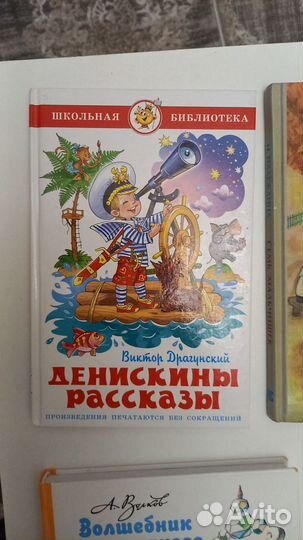 ШКОЛЬНАЯ БИБЛИОТЕКА
Виктор Драгунский
ДЕНИСКИНЫ
РАССКАЗЫ
ПРОИЗВЕДЕНИЯ ПЕЧАТАЮТСЯ БЕЗ СОКРАЩЕНИЙ
А. Волков
Волшебник
Avito